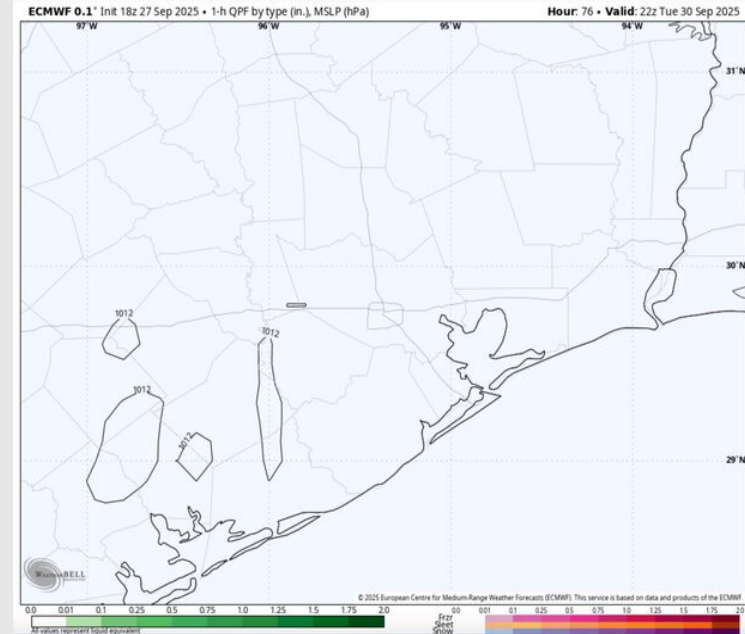 ECMWF 0.1° Init 18z 27 Sep 2025 • 1-h QPF by type (in.), MSLP (hPa) Hour: 76 • Valid: 22z Tue 30 Sep 2025
97°W 96°W 95°W 94°W
31°N
30°N
1012
1012
1012
1012
29°N
WeatherBELL
© 2025 European Centre for Medium-Range Weather Forecasts (ECMWF). This service is based on data and products of the ECMWF
0.0 0.01 0.1 0.25 0.5 0.75 1.0 1.25 1.5 1.75 2.0 0.0 0.01 0.1 0.25 0.5 0.75 1.0 1.25 1.5 1.75 2.0
Frzr
Sleet
Snow
All values represent liquid equivalent